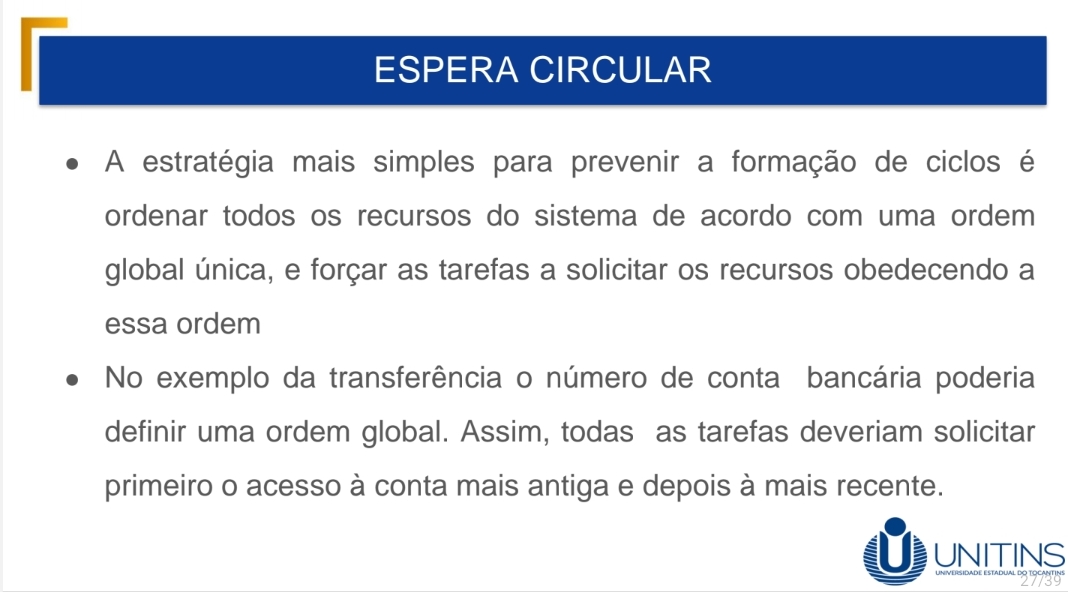 ESPERA CIRCULAR
● A estratégia mais simples para prevenir a formação de ciclos é
ordenar todos os recursos do sistema de acordo com uma ordem
global única, e forçar as tarefas a solicitar os recursos obedecendo a
essa ordem
● No exemplo da transferência o número de conta bancária poderia
definir uma ordem global. Assim, todas as tarefas deveriam solicitar
primeiro o acesso à conta mais antiga e depois à mais recente.
UNITINS
UNIVERSIDADE ESTADUAL DO TOCANTINS
27/39